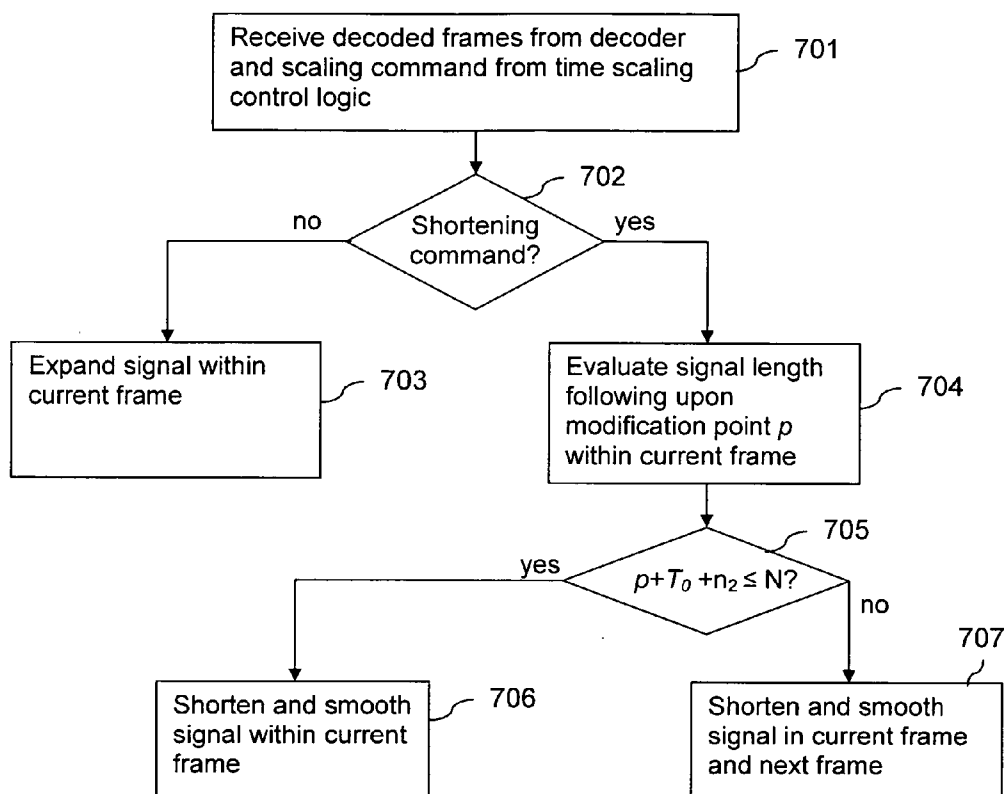 Receive decoded frames from decoder
and scaling command from time scaling
control logic
701
702
no
Shortening
command?
yes
Expand signal within
current frame
703
Evaluate signal length
following upon
modification point p
within current frame
704
705
yes
p+T₀ +n₂ ≤ N?
no
707
Shorten and smooth
signal within current
frame
706
Shorten and smooth
signal in current frame
and next frame